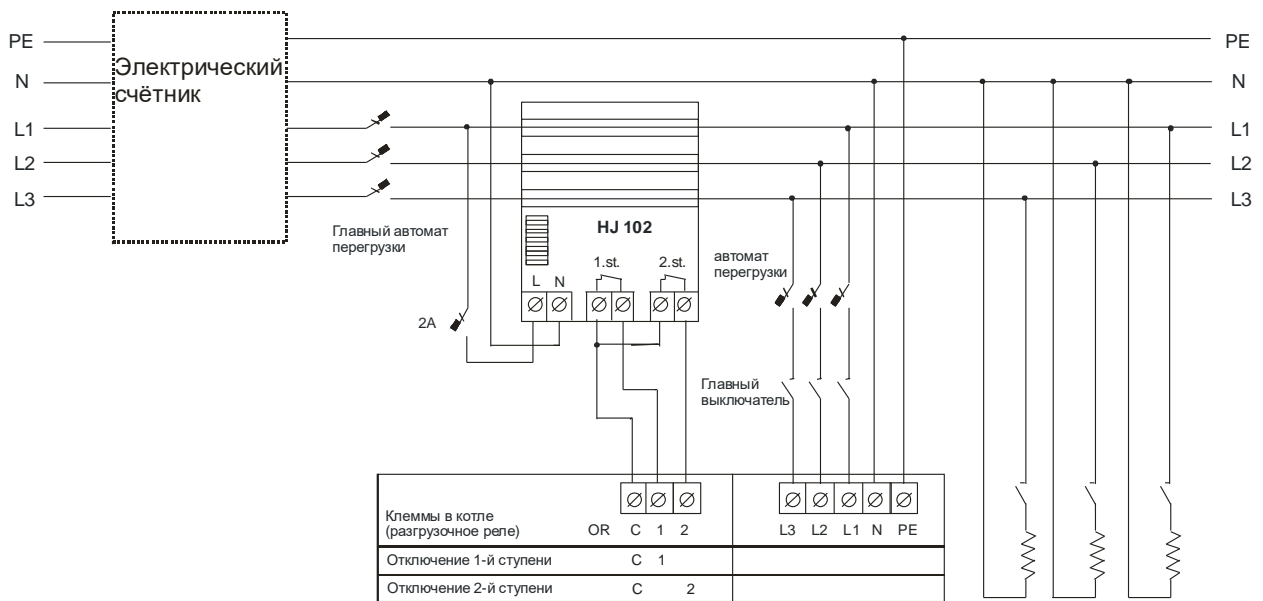 PE
PE
Электрический
счётчик
N
N
L1
L1
L2
L2
L3
L3
Главный автомат
перегрузки
HJ 102
1.st.
2.st.
L N
автомат
перегрузки
2A
Главный
выключатель
Клеммы в котле
(разгрузочное реле)
OR C 1 2
L3 L2 L1 N PE
Отключение 1-й ступени
C 1
Отключение 2-й ступени
C 2